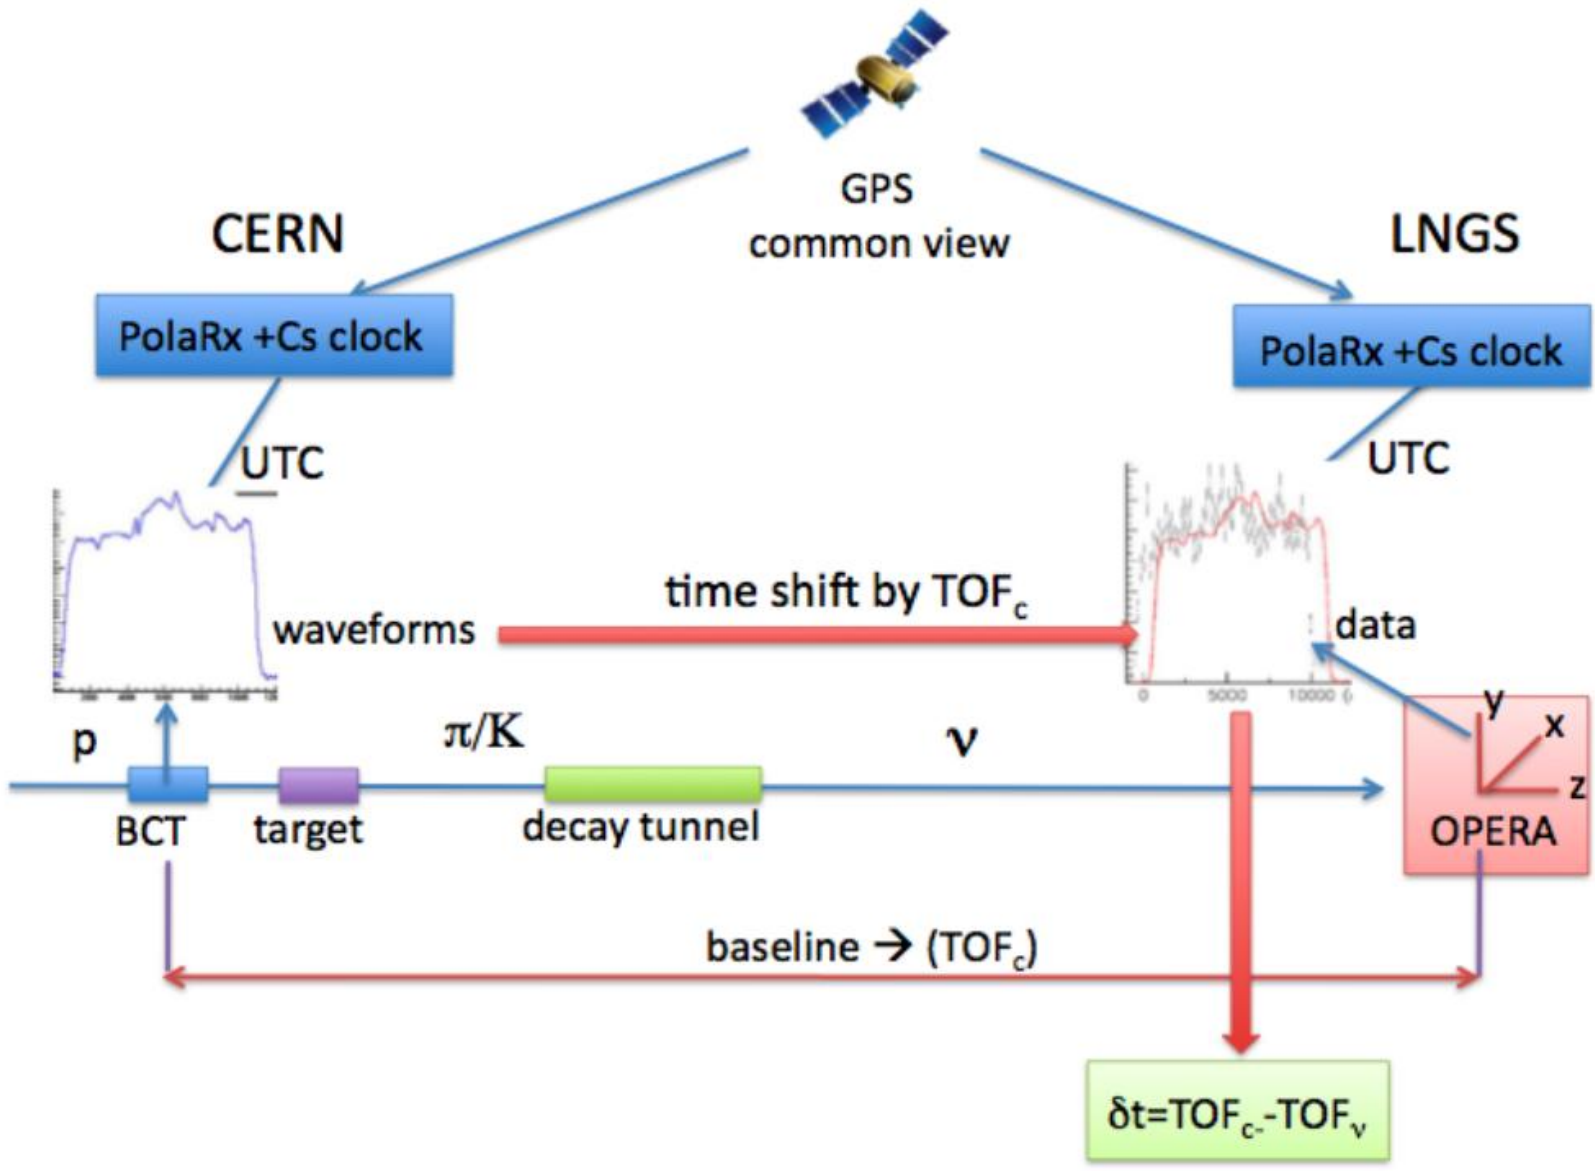 GPS
common view
CERN
LNGS
PolaRx +Cs clock
PolaRx +Cs clock
UTC
UTC
time shift by TOFc
waveforms
data
0 5000 10000
p
π/K
ν
y
x
z
BCT
target
decay tunnel
OPERA
baseline → (TOFc)
δt=TOFc--TOFν